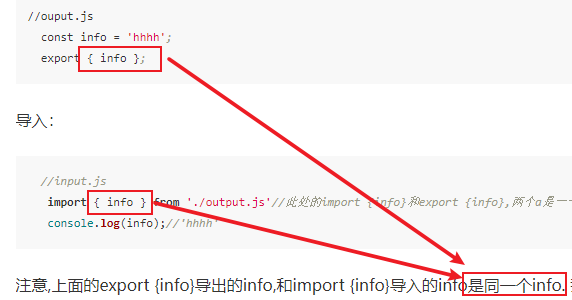 //ouput.js
const info = 'hhhh';
export { info };
导入：
//input.js
import { info } from './output.js'//此处的import {info}和export {info},两个a是一
console.log(info);//'hhhh'
注意,上面的export {info}导出的info,和import {info}导入的info是同一个info.